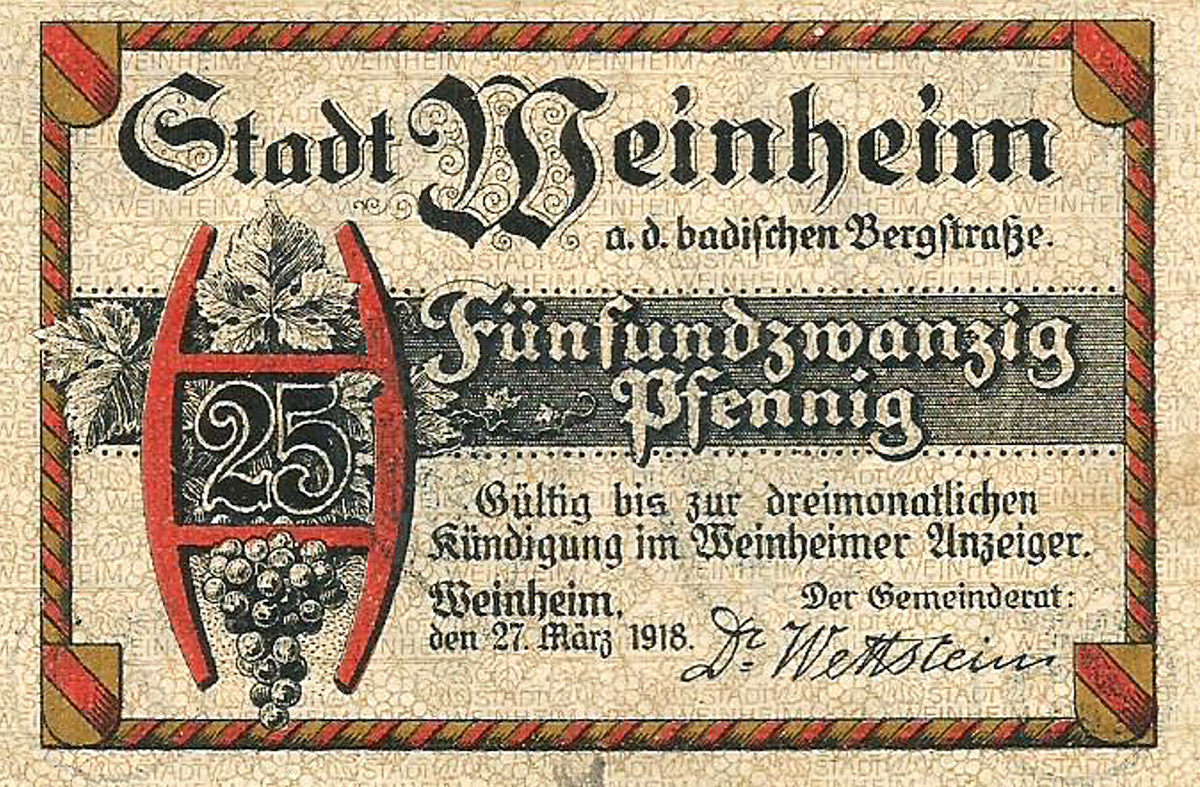 Stadt Weinheim
a. d. badischen Bergstraße.
Fünfundzwanzig
Pfennig
25
Gültig bis zur dreimonatlichen
Kündigung im Weinheimer Anzeiger.
Weinheim,
den 27. März 1918.
Der Gemeinderat:
Dr. Wettstein